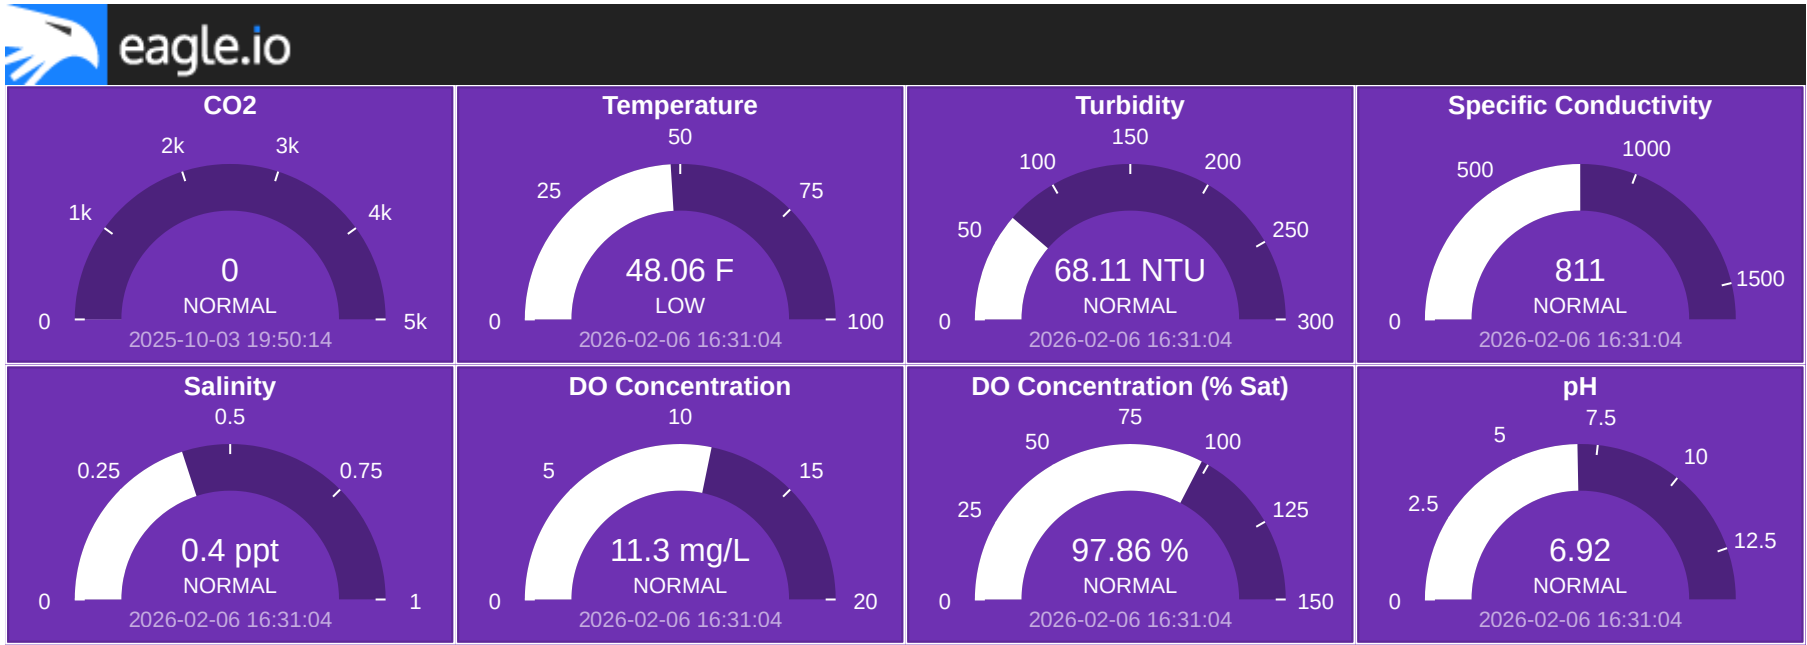 eagle.io
CO2
0
1k
2k
3k
4k
5k
0
NORMAL
2025-10-03 19:50:14
Temperature
0
25
50
75
100
48.06 F
LOW
2026-02-06 16:31:04
Turbidity
0
50
100
150
200
250
300
68.11 NTU
NORMAL
2026-02-06 16:31:04
Specific Conductivity
0
500
1000
1500
811
NORMAL
2026-02-06 16:31:04
Salinity
0
0.25
0.5
0.75
1
0.4 ppt
NORMAL
2026-02-06 16:31:04
DO Concentration
0
5
10
15
20
11.3 mg/L
NORMAL
2026-02-06 16:31:04
DO Concentration (% Sat)
0
25
50
75
100
125
150
97.86 %
NORMAL
2026-02-06 16:31:04
pH
0
2.5
5
7.5
10
12.5
6.92
NORMAL
2026-02-06 16:31:04